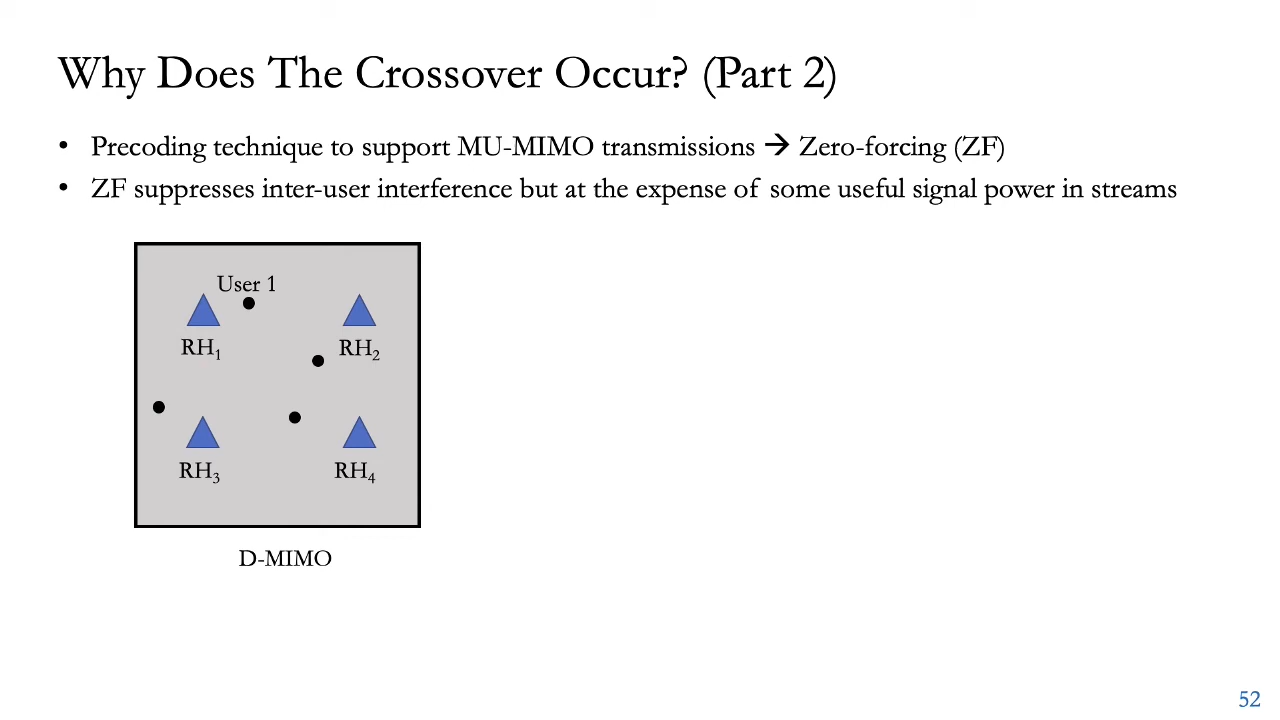 Why Does The Crossover Occur? (Part 2)
• Precoding technique to support MU-MIMO transmissions → Zero-forcing (ZF)
• ZF suppresses inter-user interference but at the expense of some useful signal power in streams
User 1
RH₁ RH₂
RH₃ RH₄
D-MIMO
52